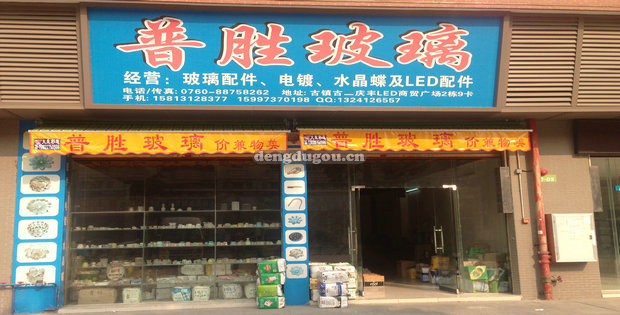 普胜玻璃
经营：玻璃配件、电镀、水晶蝶及LED配件
电话/传真：0760-88758262 地址：古镇古二庆丰LED商贸广场2栋9卡
手机：15813128377 15997370198 QQ:1324126567
普胜玻璃 价廉物美
普胜玻璃 价廉物美
dengdugou.cn